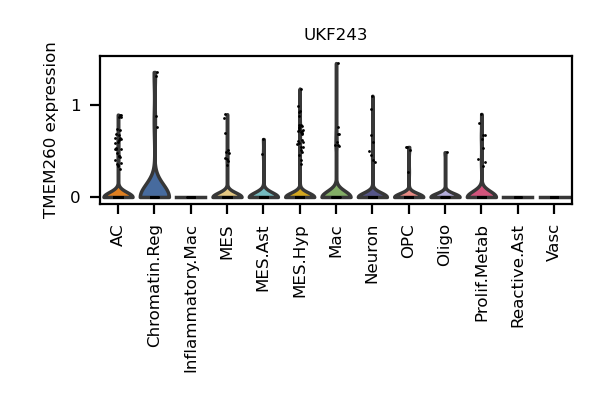 UKF243
TMEM260 expression
1
0
AC
Chromatin.Reg
Inflammatory.Mac
MES
MES.Ast
MES.Hyp
Mac
Neuron
OPC
Oligo
Prolif.Metab
Reactive.Ast
Vasc